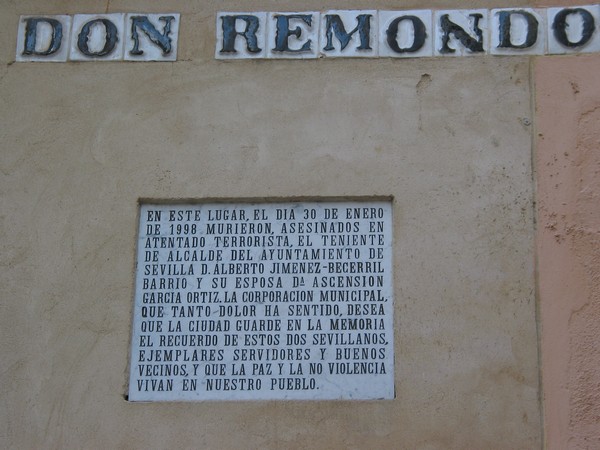 DON REMONDO
EN ESTE LUGAR, EL DIA 30 DE ENERO
DE 1998 MURIERON, ASESINADOS EN
ATENTADO TERRORISTA, EL TENIENTE
DE ALCALDE DEL AYUNTAMIENTO DE
SEVILLA D. ALBERTO JIMENEZ-BECERRIL
BARRIO Y SU ESPOSA Dª ASCENSION
GARCIA ORTIZ. LA CORPORACION MUNICIPAL,
QUE TANTO DOLOR HA SENTIDO, DESEA
QUE LA CIUDAD GUARDE EN LA MEMORIA
EL RECUERDO DE ESTOS DOS SEVILLANOS,
EJEMPLARES SERVIDORES Y BUENOS
VECINOS, Y QUE LA PAZ Y LA NO VIOLENCIA
VIVAN EN NUESTRO PUEBLO.